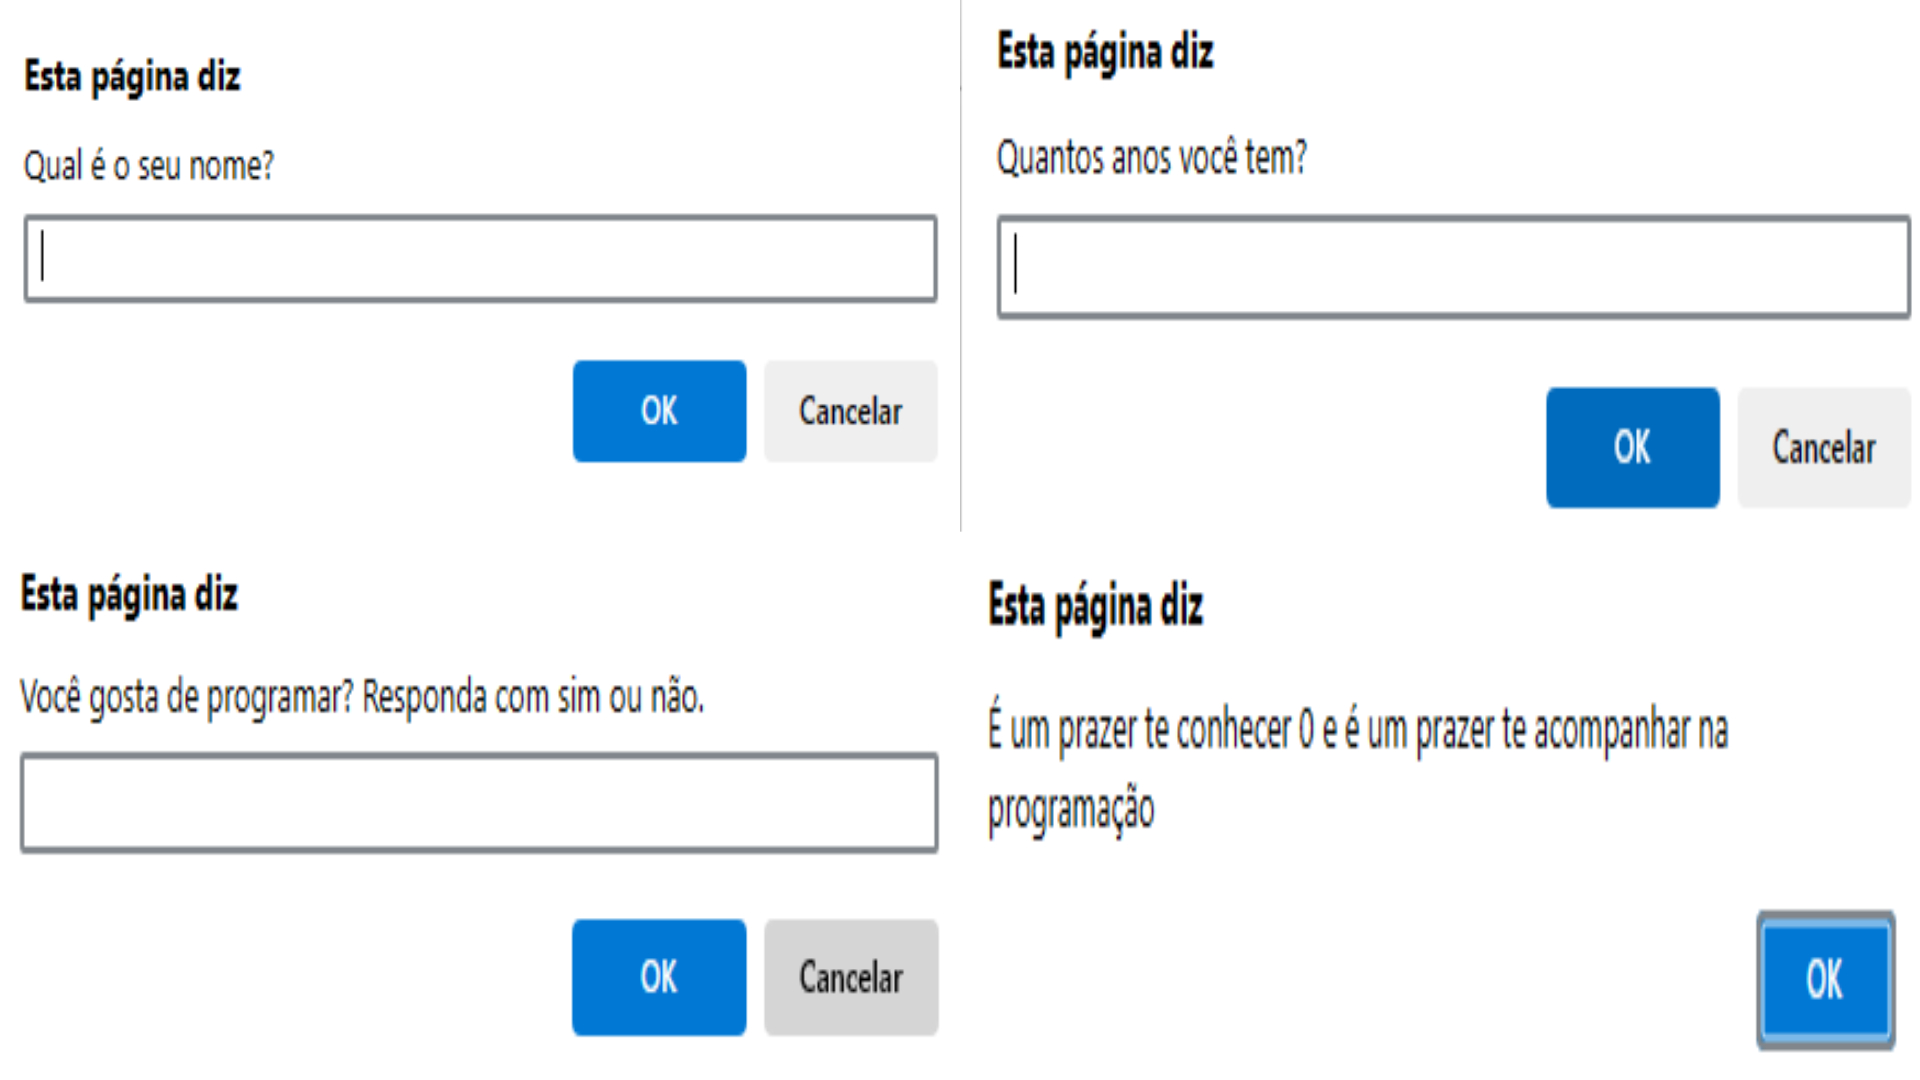 Esta página diz
Qual é o seu nome?
OK
Cancelar
Esta página diz
Quantos anos você tem?
OK
Cancelar
Esta página diz
Você gosta de programar? Responda com sim ou não.
OK
Cancelar
Esta página diz
É um prazer te conhecer 0 e é um prazer te acompanhar na
programação
OK